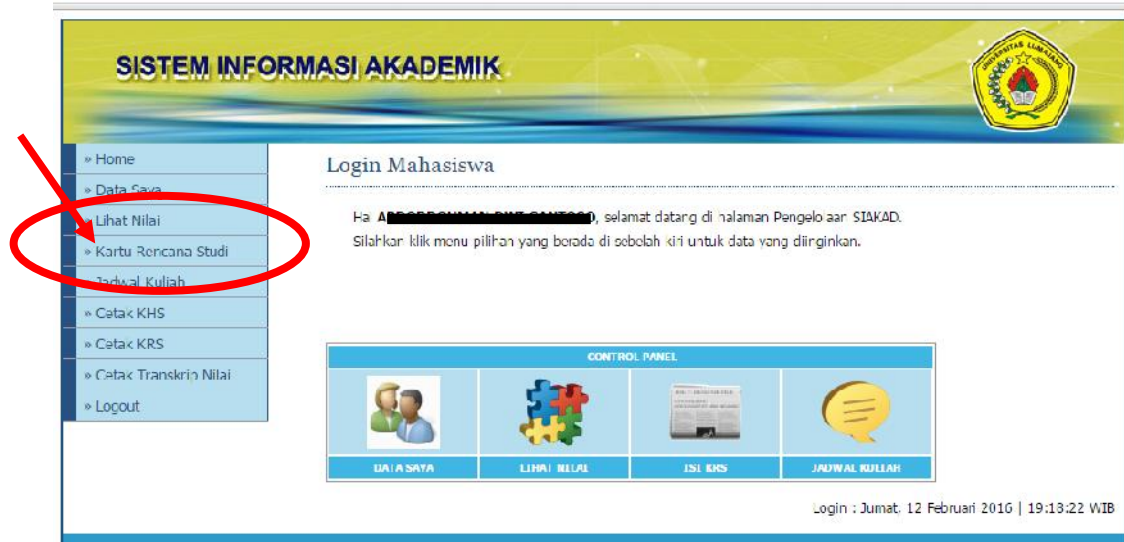 SISTEM INFORMASI AKADEMIK
» Home
» Data Saya
» Lihat Nilai
» Kartu Rencana Studi
» Jadwal Kuliah
» Cetak KHS
» Cetak KRS
» Cetak Transkrip Nilai
» Logout
Login Mahasiswa
Hai, selamat datang di halaman Pengelolaan SIAKAD.
Silahkan klik menu pilihan yang berada di sebelah kiri untuk data yang diinginkan.
CONTROL PANEL
DATA SAYA
LIHAT NILAI
ISI KRS
JADWAL KULIAH
Login : Jumat, 12 Februari 2016 | 19:13:22 WIB